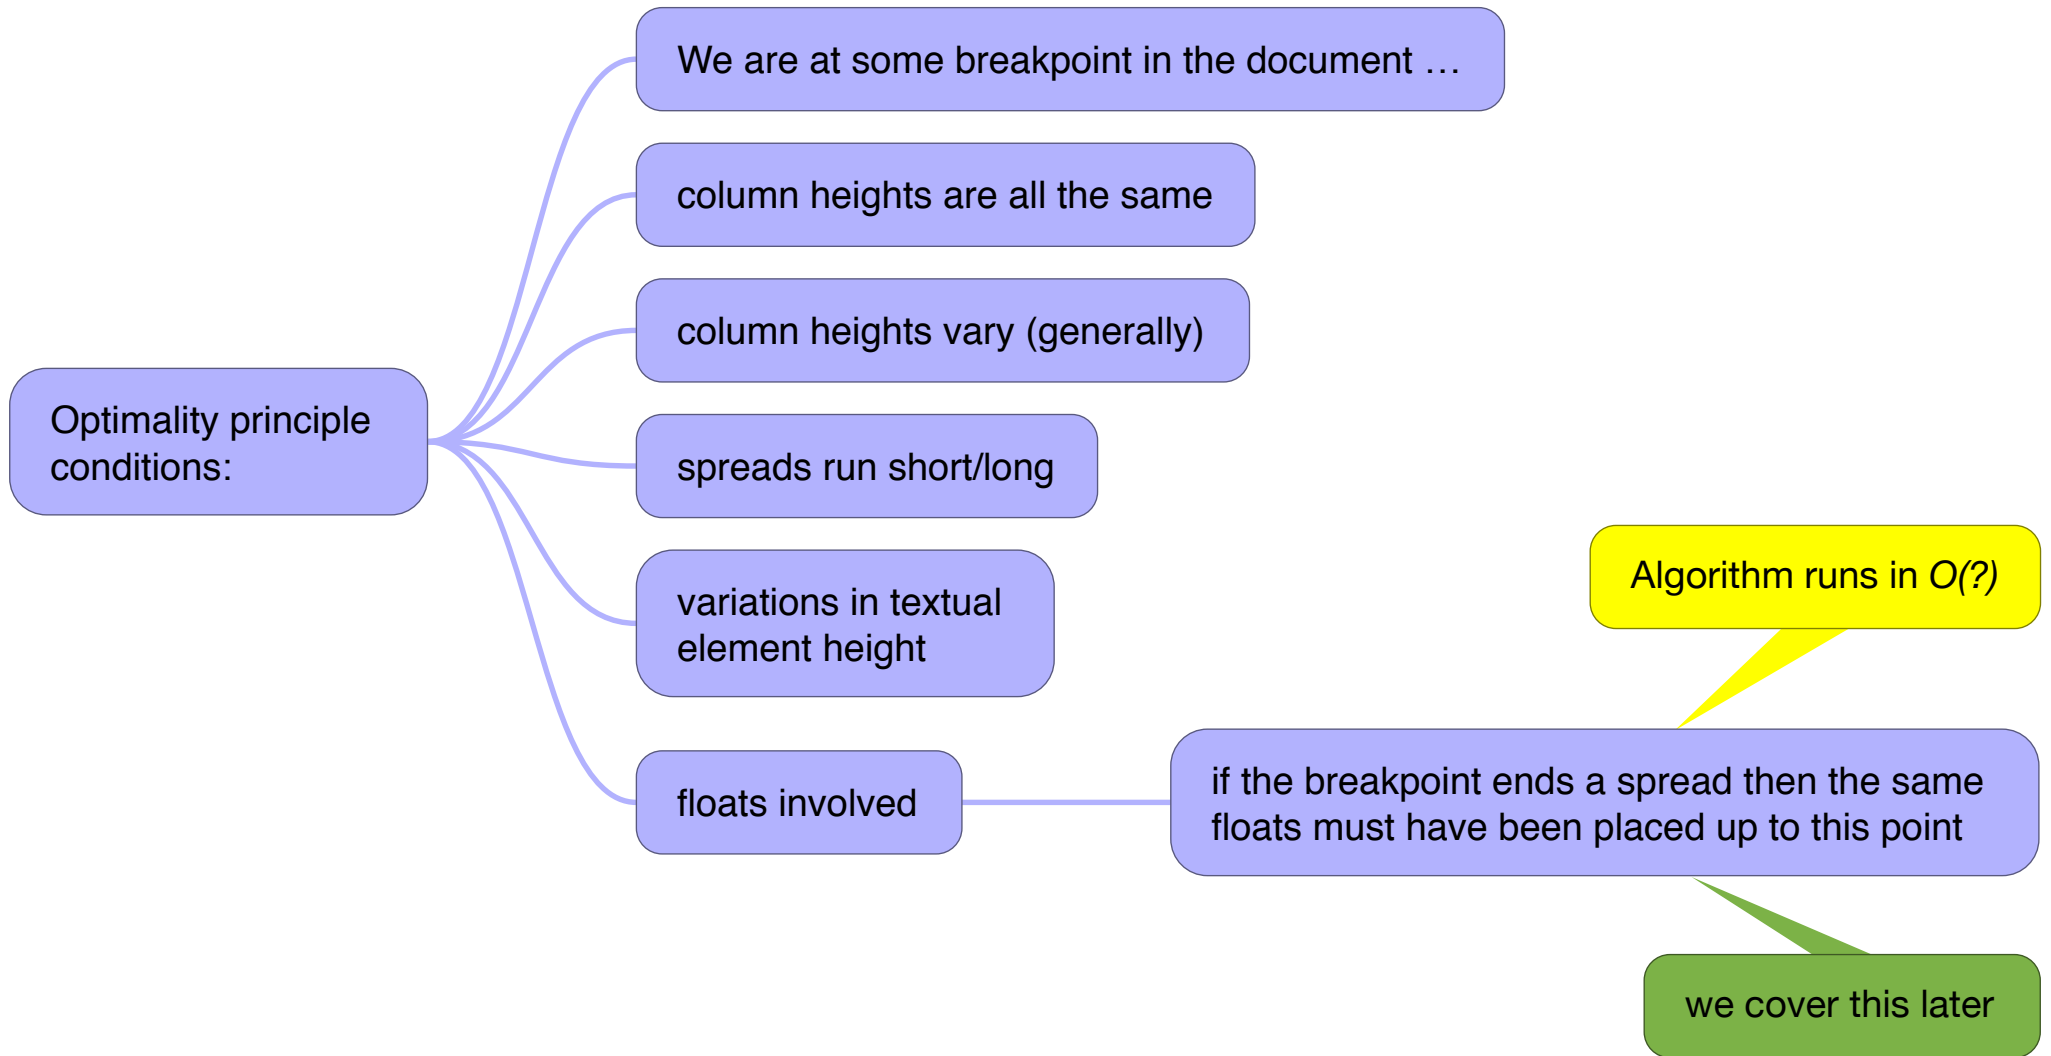 We are at some breakpoint in the document …
column heights are all the same
column heights vary (generally)
Optimality principle
conditions:
spreads run short/long
variations in textual
element height
Algorithm runs in O(?)
floats involved
if the breakpoint ends a spread then the same
floats must have been placed up to this point
we cover this later